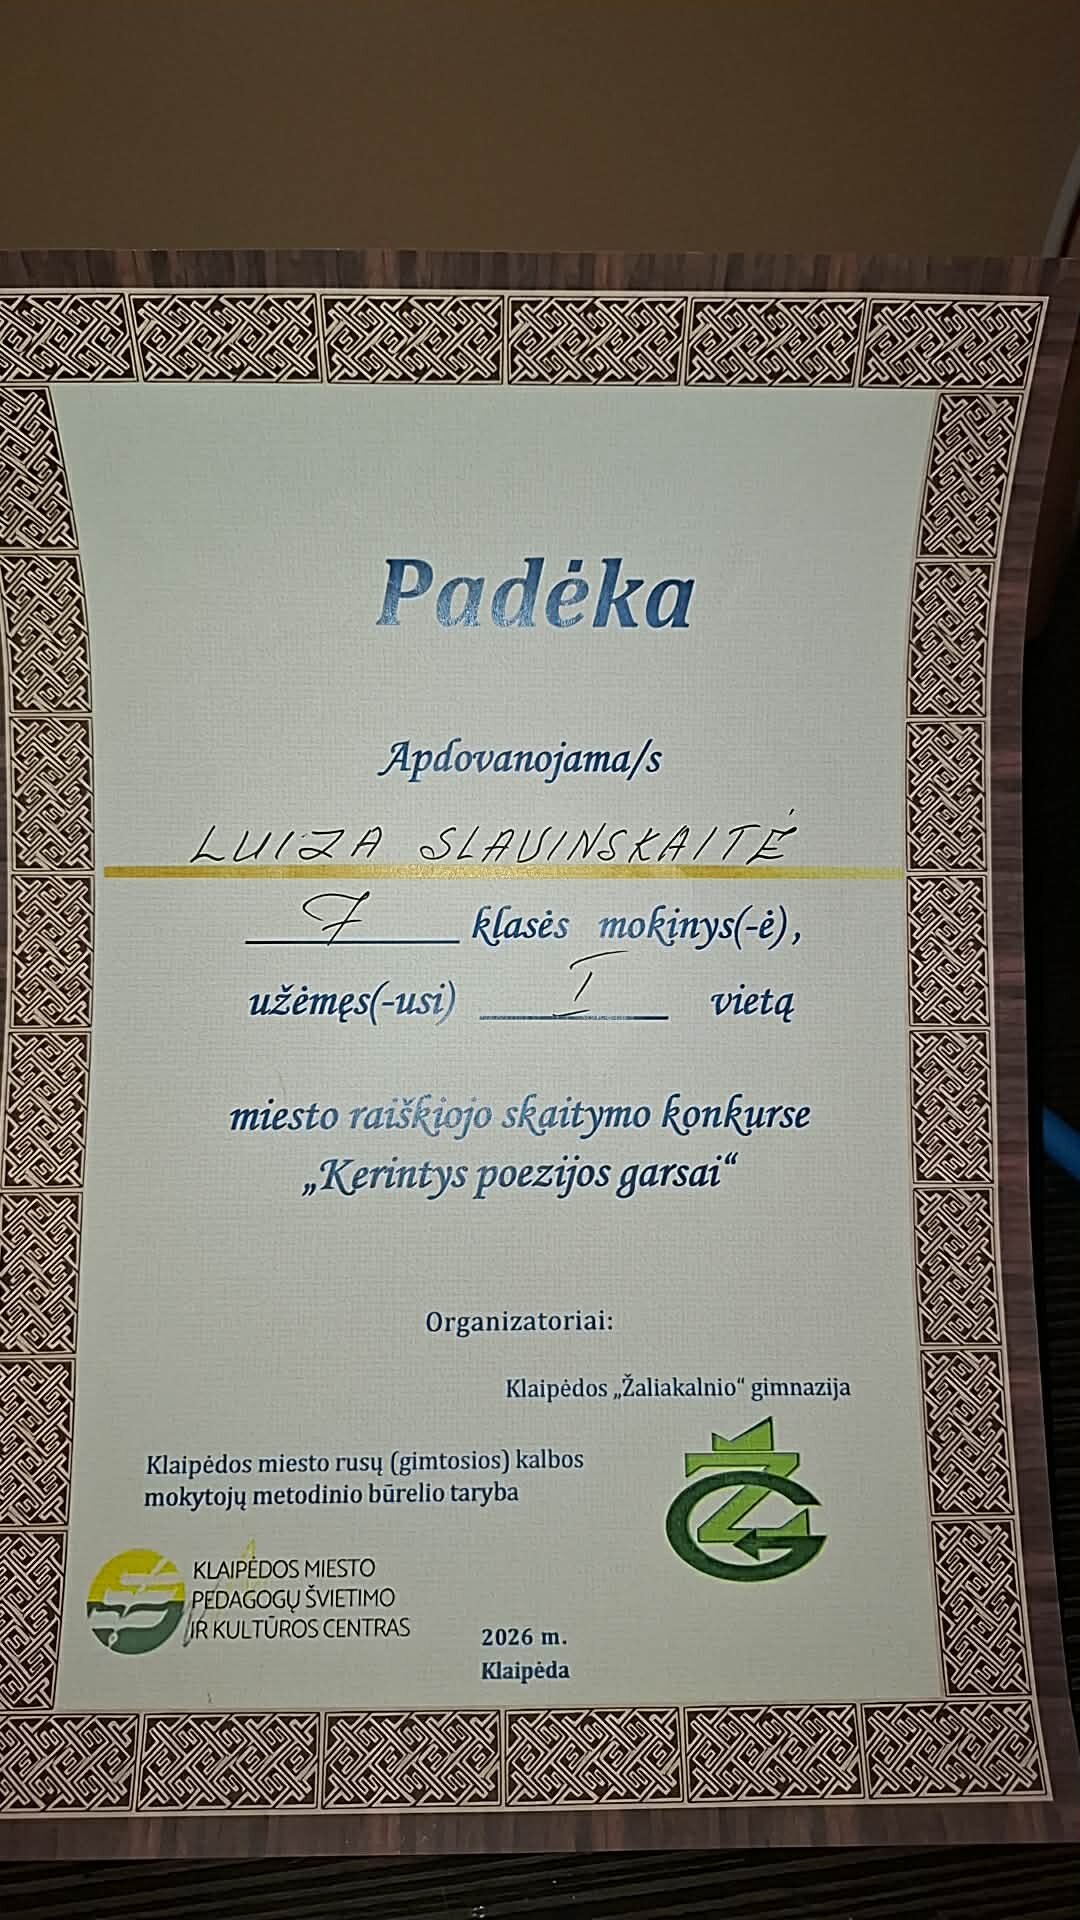 Padėka
Apdovanojama/s
LUIZA SLAVINSKAITĖ
7 klasės mokinys(-ė),
užėmęs(-usi) I vietą
miesto raiškiojo skaitymo konkurse
„Kerintys poezijos garsai“
Organizatoriai:
Klaipėdos „Žaliakalnio“ gimnazija
Klaipėdos miesto rusų (gimtosios) kalbos
mokytojų metodinio būrelio taryba
ŽG
KLAIPĖDOS MIESTO
PEDAGOGŲ ŠVIETIMO
IR KULTŪROS CENTRAS
2026 m.
Klaipėda